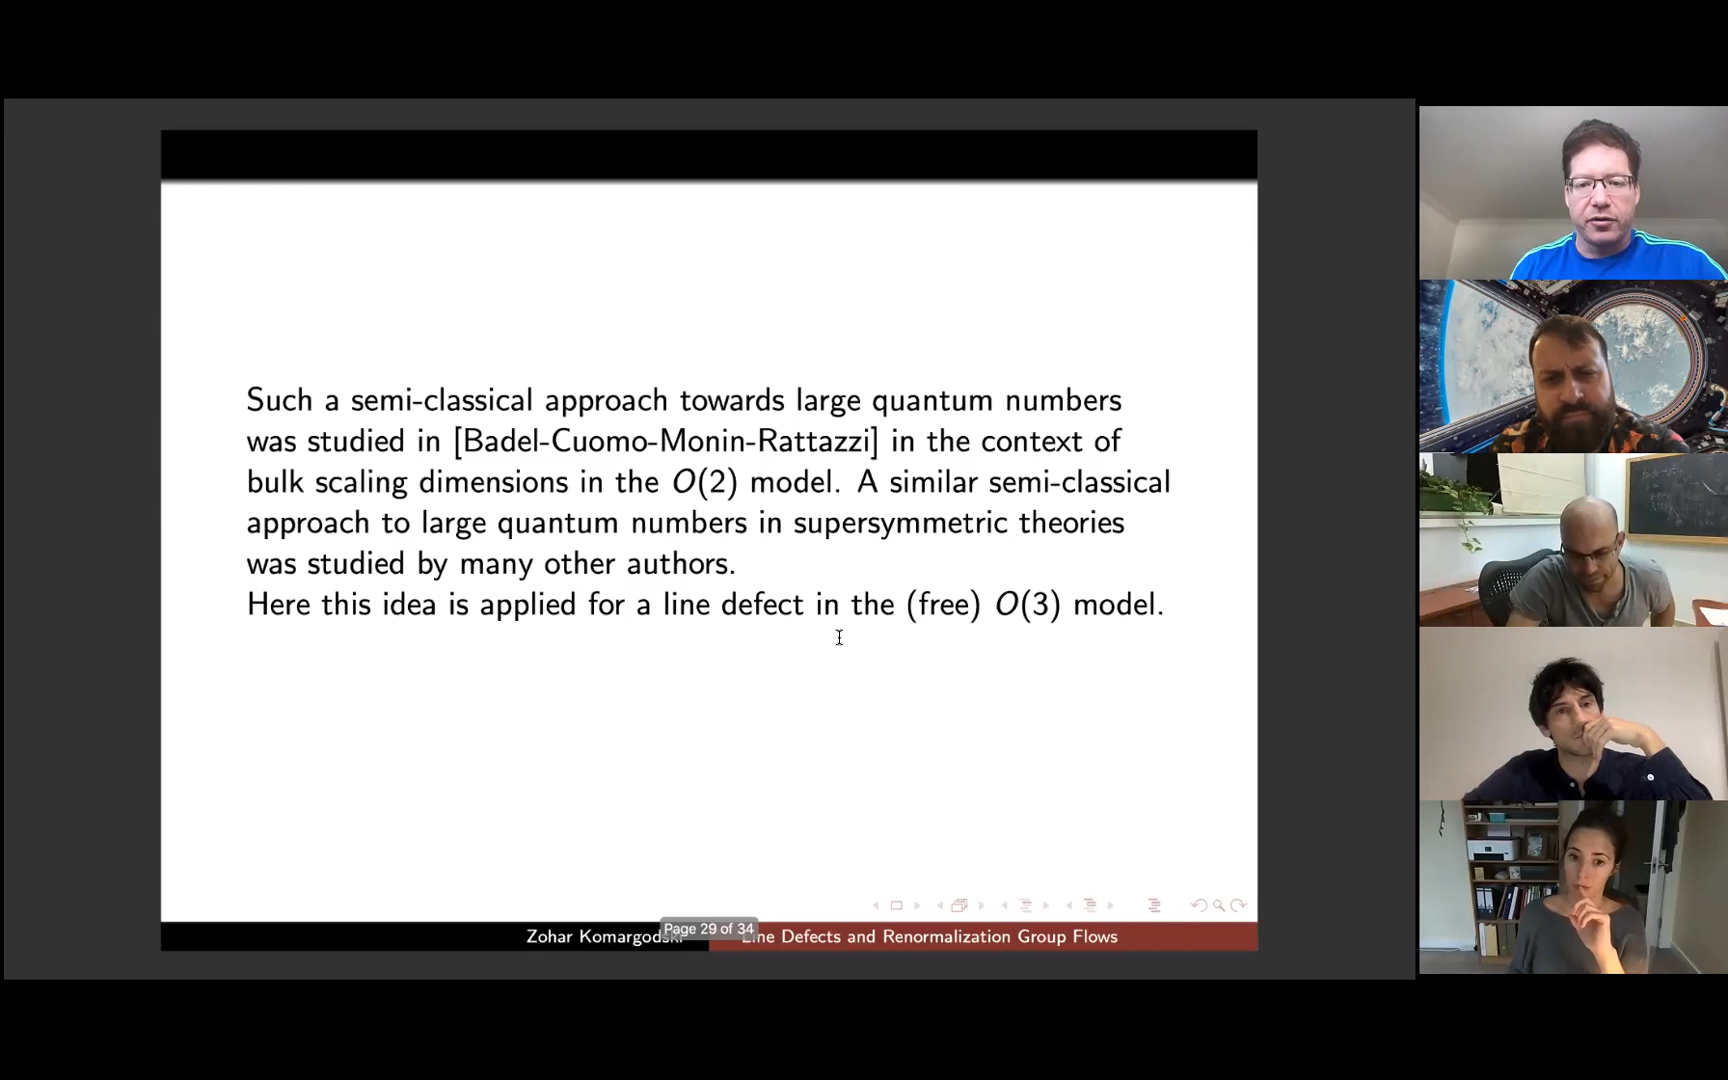 Such a semi-classical approach towards large quantum numbers
was studied in [Badel-Cuomo-Monin-Rattazzi] in the context of
bulk scaling dimensions in the O(2) model. A similar semi-classical
approach to large quantum numbers in supersymmetric theories
was studied by many other authors.
Here this idea is applied for a line defect in the (free) O(3) model.
Page 29 of 34
Zohar Komargodski
Line Defects and Renormalization Group Flows